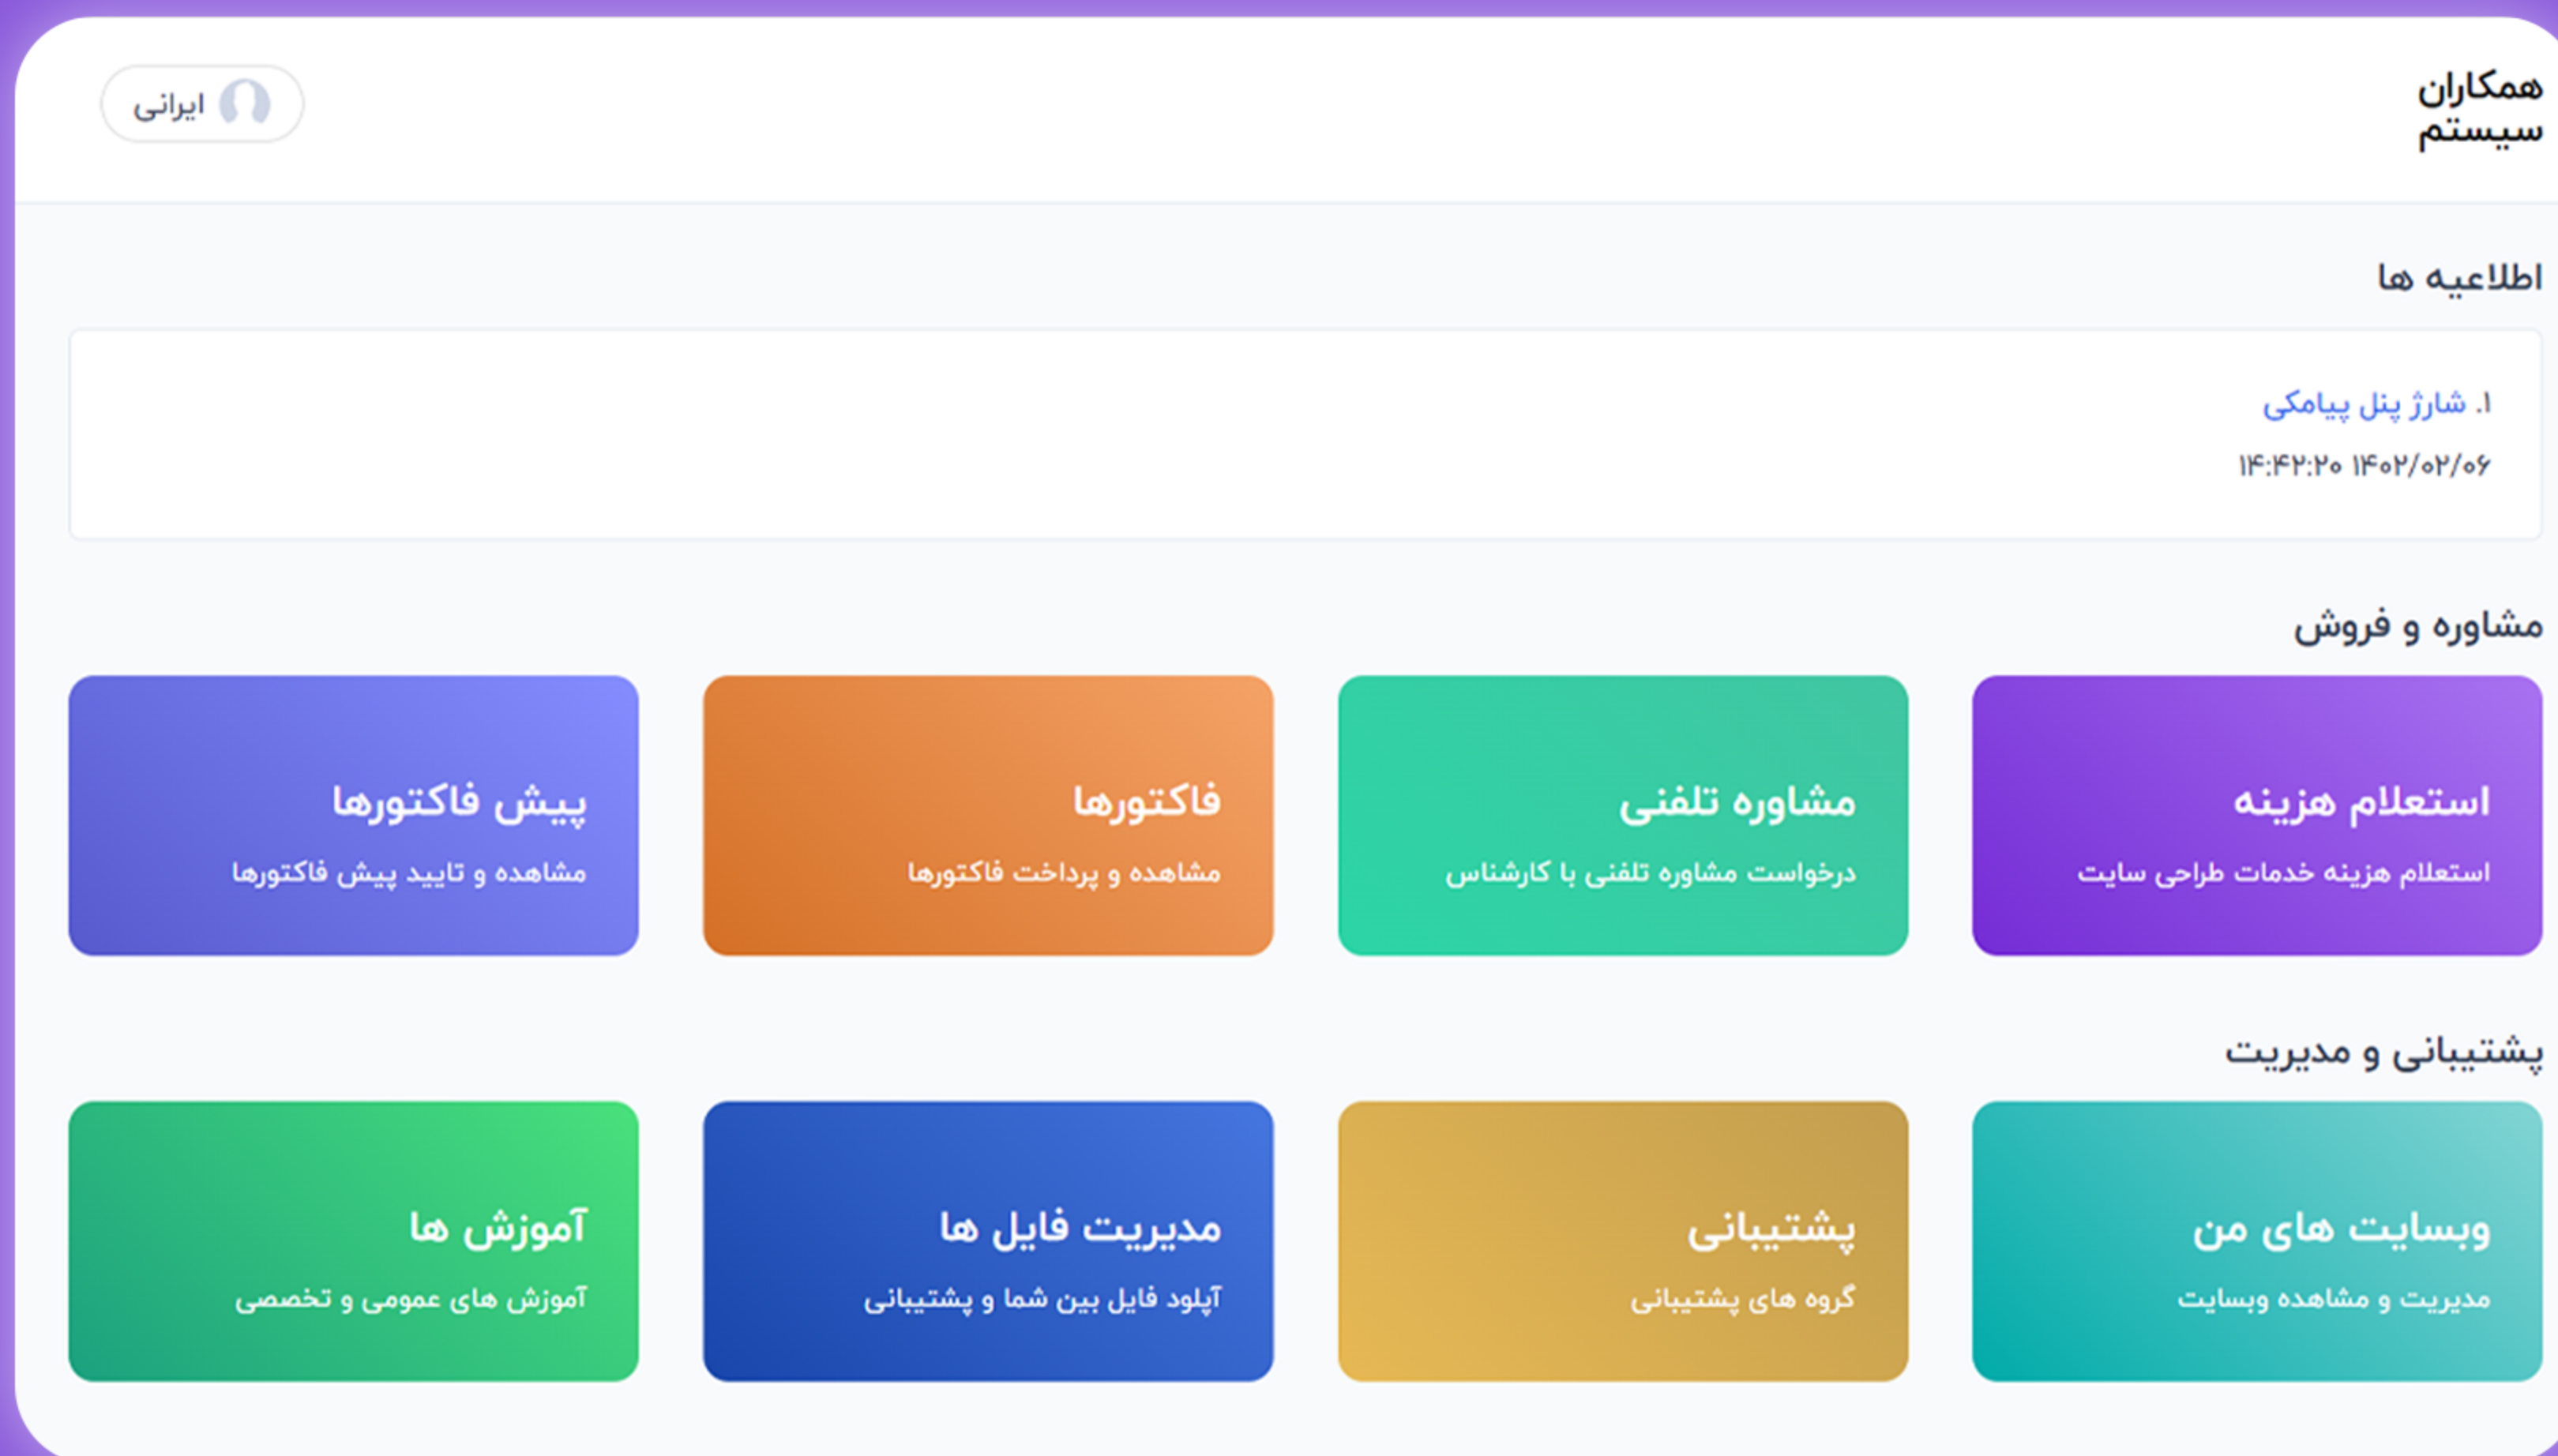 همکاران
سیستم
ایرانی
اطلاعیه ها
۱. شارژ پنل پیامکی
۱۴۰۲/۰۲/۰۶ ۱۴:۴۲:۲۰
مشاوره و فروش
استعلام هزینه
استعلام هزینه خدمات طراحی سایت
مشاوره تلفنی
درخواست مشاوره تلفنی با کارشناس
فاکتورها
مشاهده و پرداخت فاکتورها
پیش فاکتورها
مشاهده و تایید پیش فاکتورها
پشتیبانی و مدیریت
وبسایت های من
مدیریت و مشاهده وبسایت
پشتیبانی
گروه های پشتیبانی
مدیریت فایل ها
آپلود فایل بین شما و پشتیبانی
آموزش ها
آموزش های عمومی و تخصصی